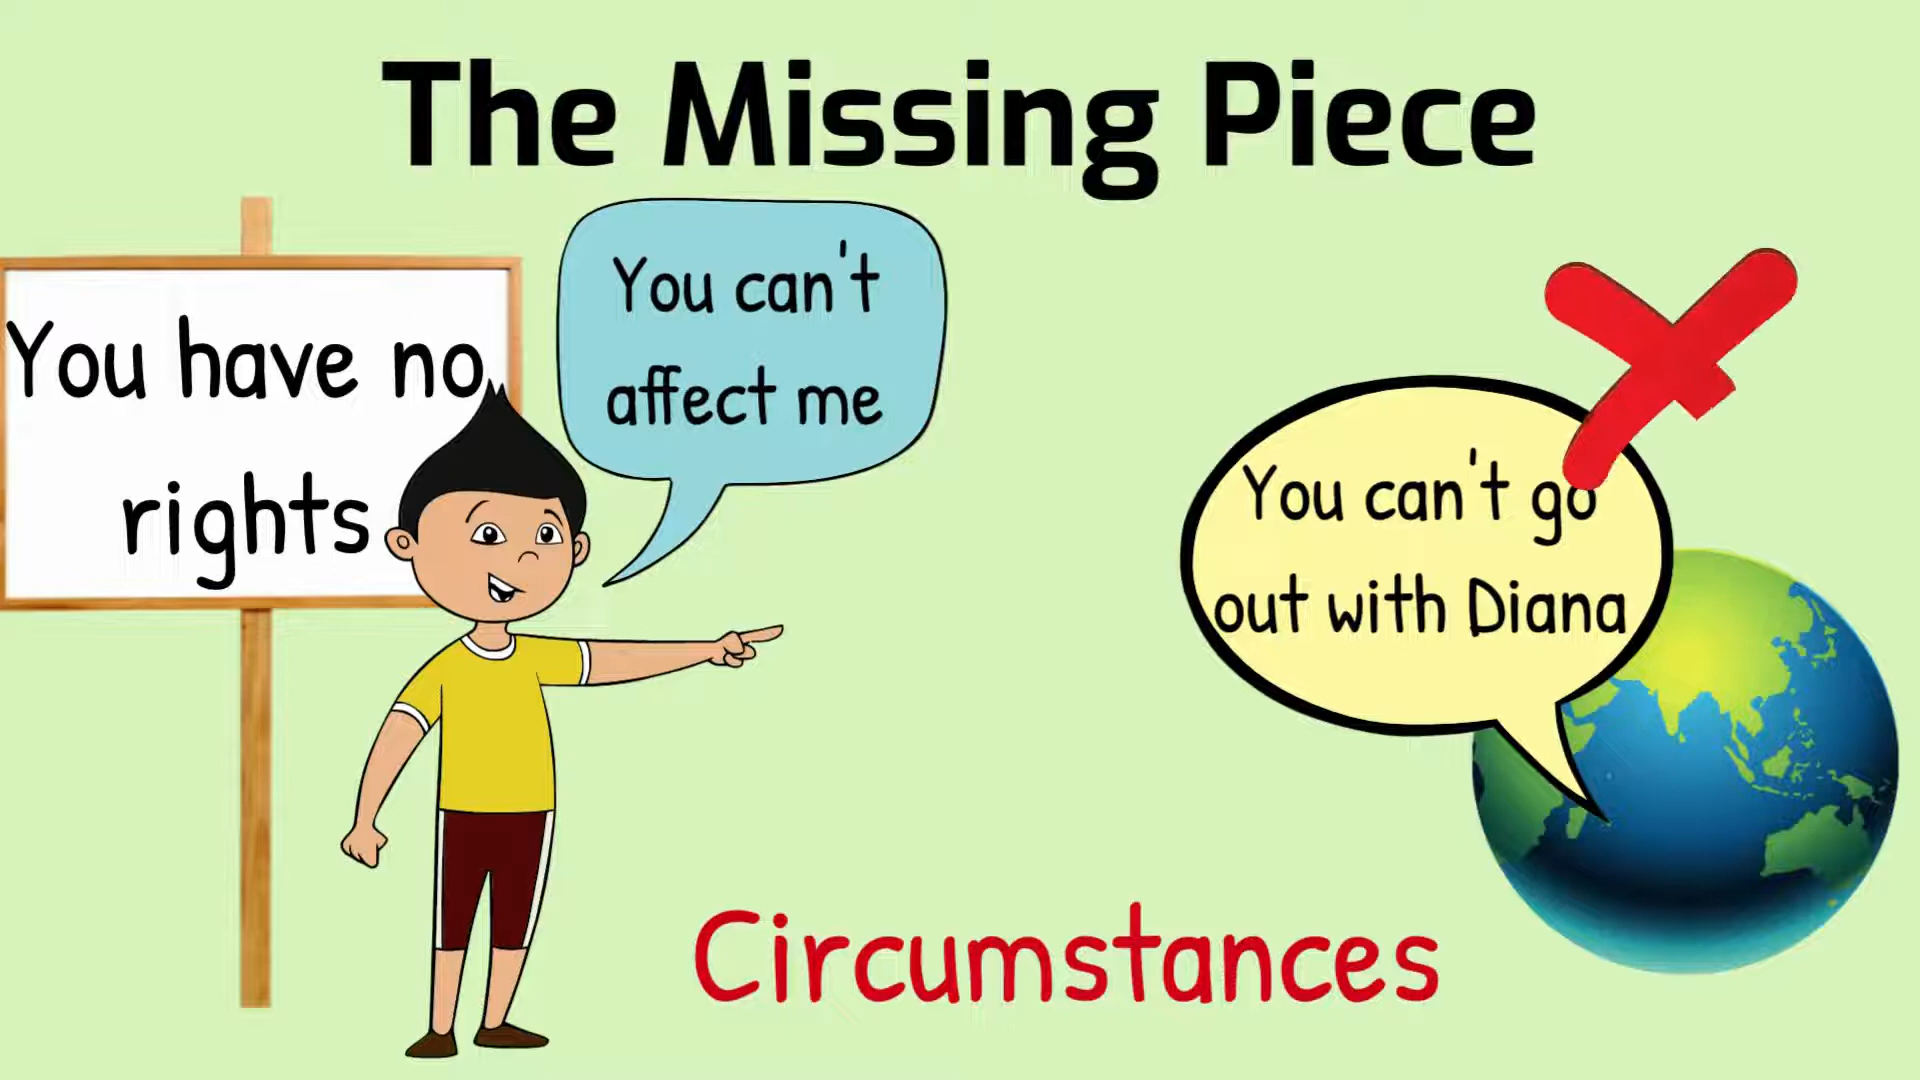 The Missing Piece
You have no
rights
You can't
affect me
You can't go
out with Diana
Circumstances